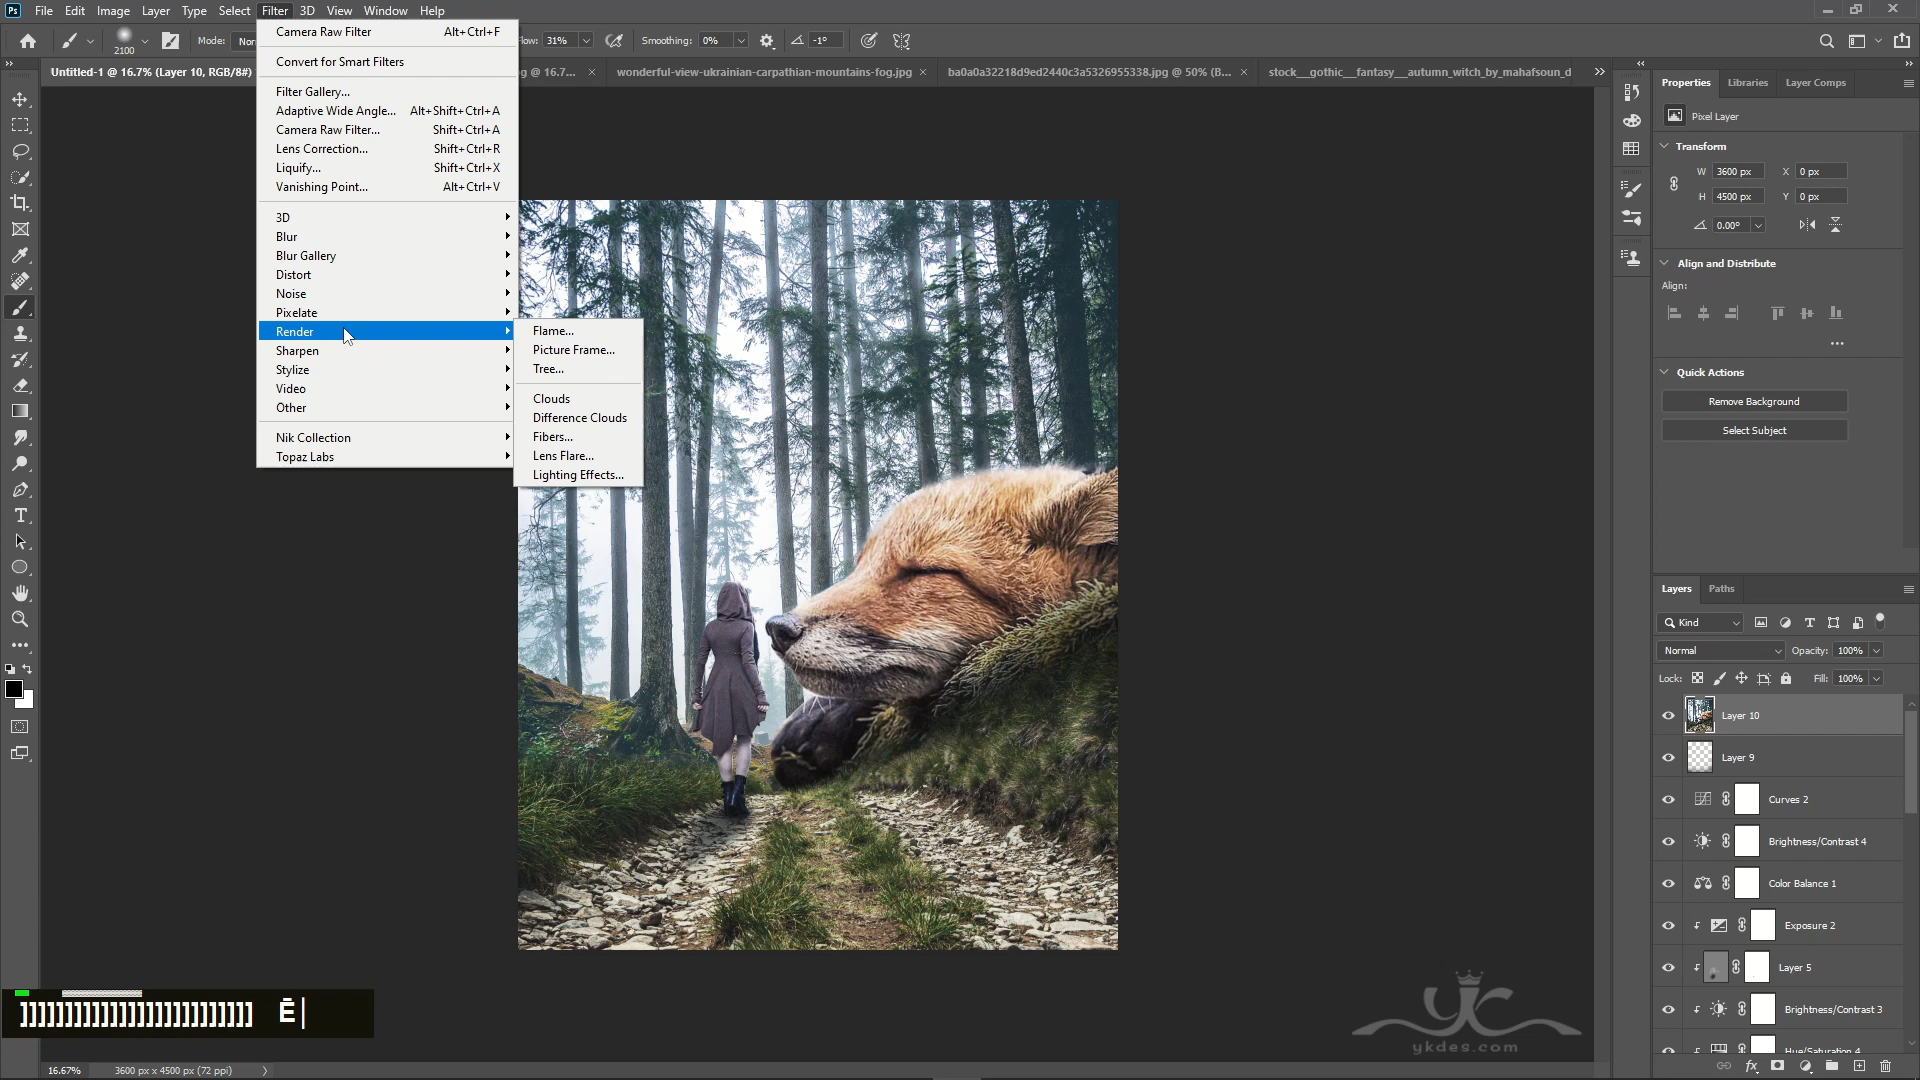 Ps File Edit Image Layer Type Select Filter 3D View Window Help
2100 Mode: Flow: 31% Smoothing: 0% -1°
Untitled-1 @ 16.7% (Layer 10, RGB/8#) @ 16.7... × wonderful-view-ukrainian-carpathian-mountains-fog.jpg × ba0a0a32218d9ed2440c3a5326955338.jpg @ 50% (B... × stock__gothic__fantasy__autumn_witch_by_mahafsoun_d
Camera Raw Filter Alt+Ctrl+F
Convert for Smart Filters
Filter Gallery...
Adaptive Wide Angle... Alt+Shift+Ctrl+A
Camera Raw Filter... Shift+Ctrl+A
Lens Correction... Shift+Ctrl+R
Liquify... Shift+Ctrl+X
Vanishing Point... Alt+Ctrl+V
3D
Blur
Blur Gallery
Distort
Noise
Pixelate
Render
Sharpen
Stylize
Video
Other
Nik Collection
Topaz Labs
Flame...
Picture Frame...
Tree...
Clouds
Difference Clouds
Fibers...
Lens Flare...
Lighting Effects...
Properties Libraries Layer Comps
Pixel Layer
Transform
W 3600 px X 0 px
H 4500 px Y 0 px
0.00°
Align and Distribute
Align:
Quick Actions
Remove Background
Select Subject
Layers Paths
Kind
Normal Opacity: 100%
Lock: Fill: 100%
Layer 10
Layer 9
Curves 2
Brightness/Contrast 4
Color Balance 1
Exposure 2
Layer 5
Brightness/Contrast 3
Hue/Saturation 4
]]]]]]]]]]]]]]]]]]]]]]]]]] Ē
ykdes.com
16.67% 3600 px x 4500 px (72 ppi)